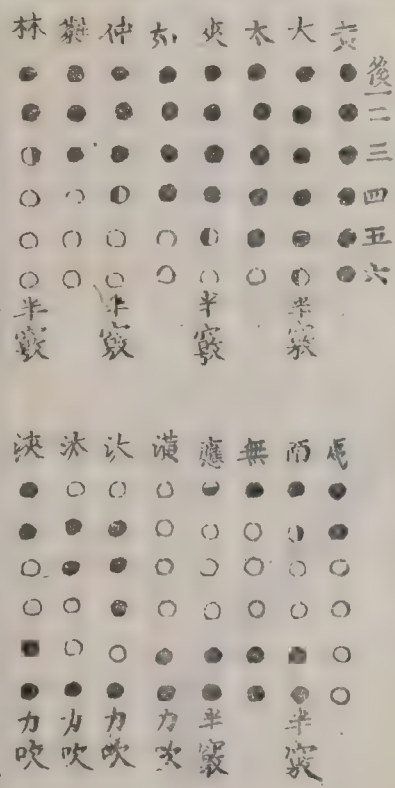 後一二三四五六
大 半竅
太
夾 半竅
姑
仲 半竅
蕤
林 半竅
夷
南 半竅
無
應 半竅
潢 力吹
汏 力吹
汰 力吹
浹 力吹